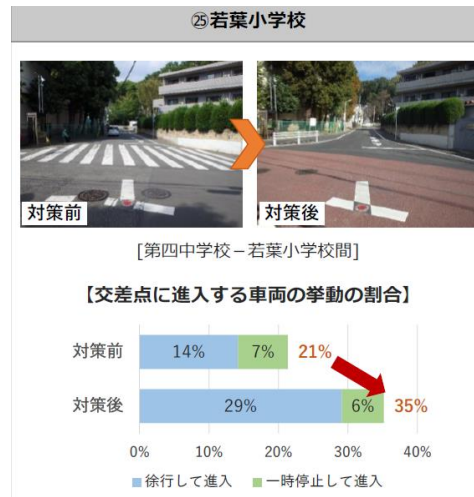 ㉕若葉小学校
対策前
対策後
[第四中学校－若葉小学校間]
【交差点に進入する車両の挙動の割合】
対策前 14% 7% 21%
対策後 29% 6% 35%
0% 10% 20% 30% 40%
徐行して進入 一時停止して進入